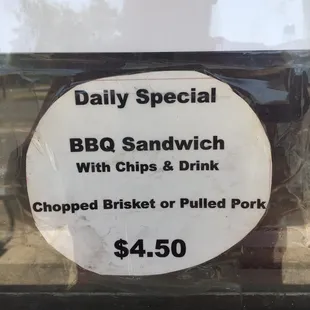 Daily Special
BBQ Sandwich
With Chips & Drink
Chopped Brisket or Pulled Pork
$4.50